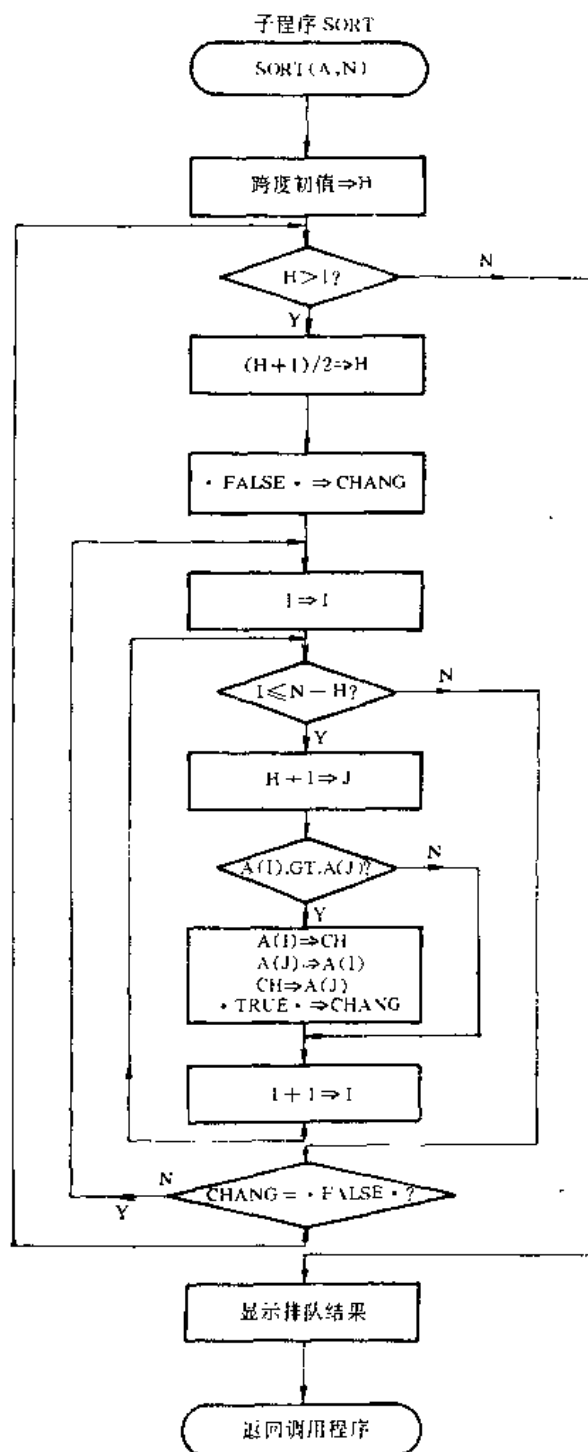 子程序 SORT
SORT(A,N)
跨度初值⇒H
H>1?
N
Y
(H+1)/2⇒H
·FALSE·⇒CHANG
1⇒I
I≤N-H?
N
Y
H+1⇒J
A(I).GT.A(J)?
N
Y
A(I)⇒CH
A(J)⇒A(I)
CH⇒A(J)
·TRUE·⇒CHANG
I+1⇒I
N
CHANG=·FALSE·?
Y
显示排队结果
返回调用程序